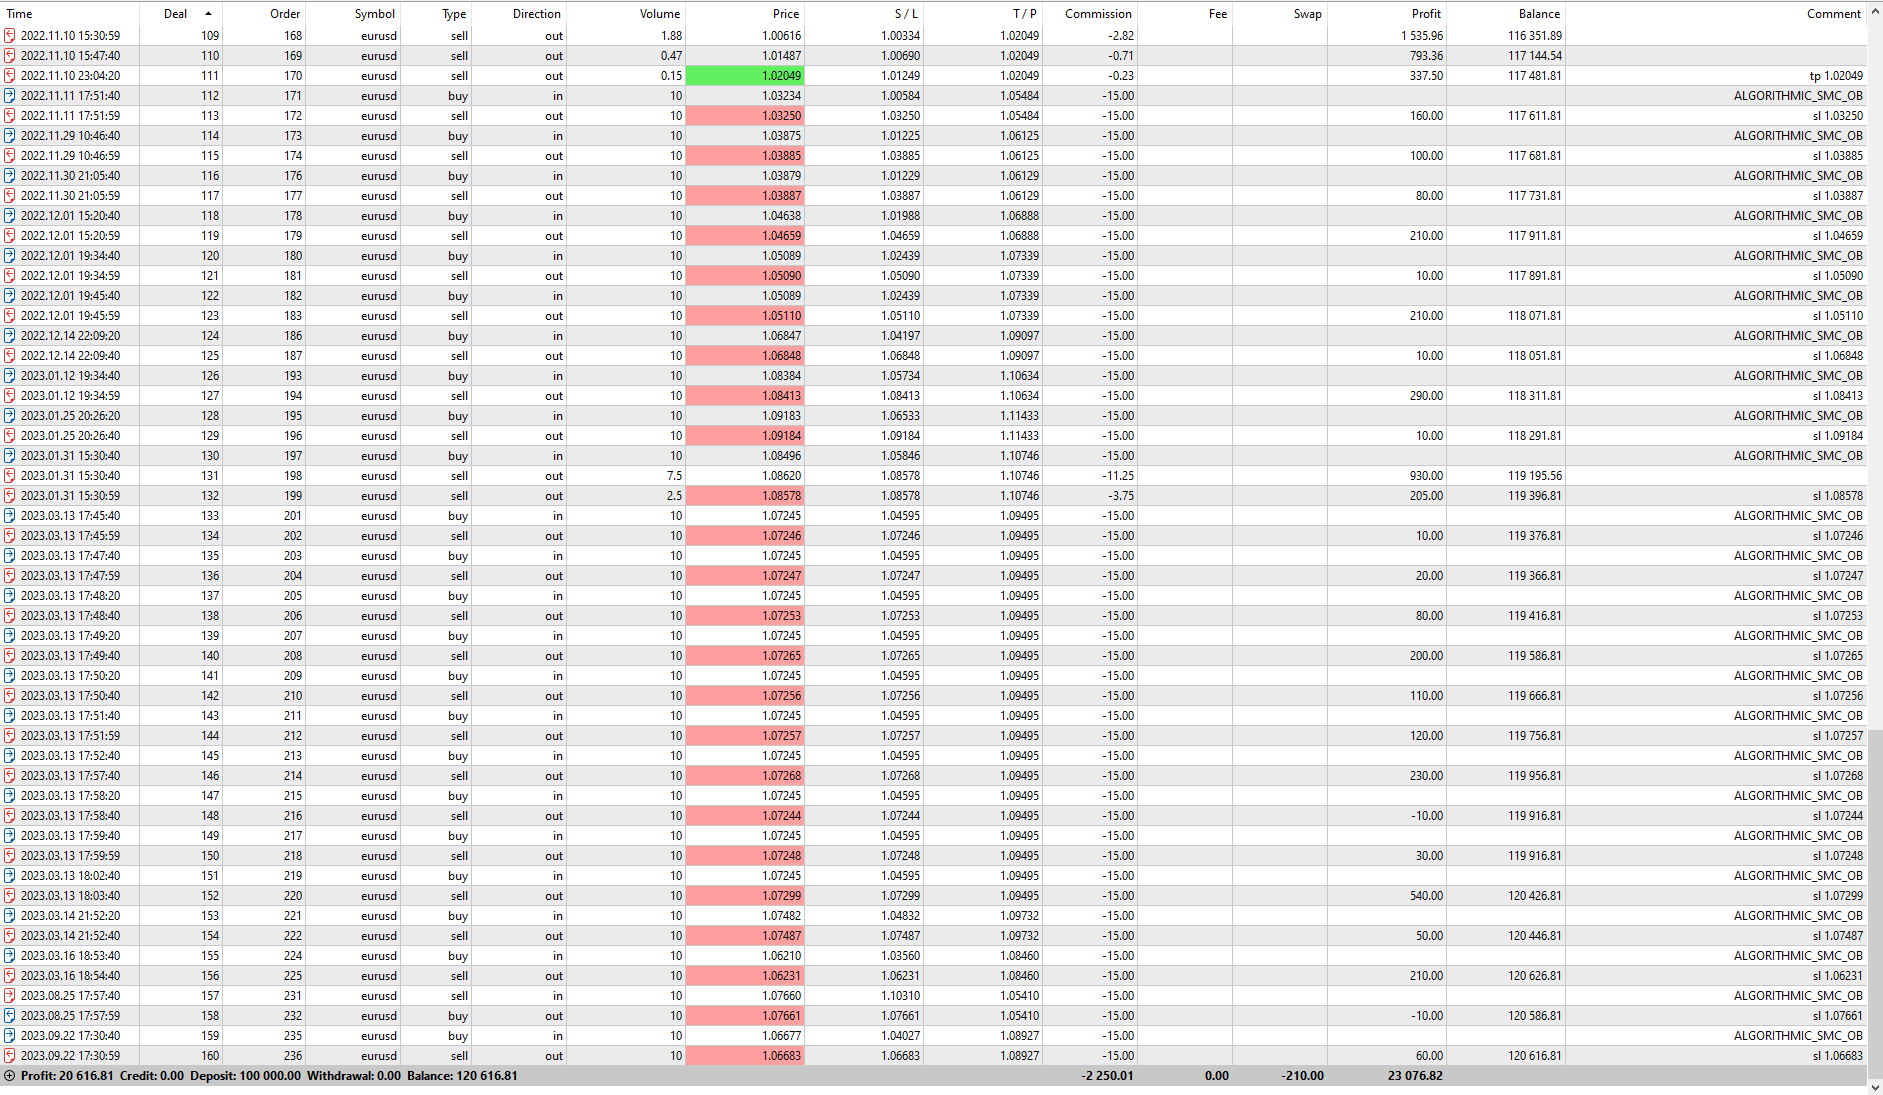 Time Deal Order Symbol Type Direction Volume Price S / L T / P Commission Fee Swap Profit Balance Comment
2022.11.10 15:30:59 109 168 eurusd sell out 1.88 1.00616 1.00334 1.02049 -2.82 1 535.96 116 351.89
2022.11.10 15:47:40 110 169 eurusd sell out 0.47 1.01487 1.00690 1.02049 -0.71 793.36 117 144.54
2022.11.10 23:04:20 111 170 eurusd sell out 0.15 1.02049 1.01249 1.02049 -0.23 337.50 117 481.81 tp 1.02049
2022.11.11 17:51:40 112 171 eurusd buy in 10 1.03234 1.00584 1.05484 -15.00 ALGORITHMIC_SMC_OB
2022.11.11 17:51:59 113 172 eurusd sell out 10 1.03250 1.03250 1.05484 -15.00 160.00 117 611.81 sl 1.03250
2022.11.29 10:46:40 114 173 eurusd buy in 10 1.03875 1.01225 1.06125 -15.00 ALGORITHMIC_SMC_OB
2022.11.29 10:46:59 115 174 eurusd sell out 10 1.03885 1.03885 1.06125 -15.00 100.00 117 681.81 sl 1.03885
2022.11.30 21:05:40 116 176 eurusd buy in 10 1.03879 1.01229 1.06129 -15.00 ALGORITHMIC_SMC_OB
2022.11.30 21:05:59 117 177 eurusd sell out 10 1.03887 1.03887 1.06129 -15.00 80.00 117 731.81 sl 1.03887
2022.12.01 15:20:40 118 178 eurusd buy in 10 1.04638 1.01988 1.06888 -15.00 ALGORITHMIC_SMC_OB
2022.12.01 15:20:59 119 179 eurusd sell out 10 1.04659 1.04659 1.06888 -15.00 210.00 117 911.81 sl 1.04659
2022.12.01 19:34:40 120 180 eurusd buy in 10 1.05089 1.02439 1.07339 -15.00 ALGORITHMIC_SMC_OB
2022.12.01 19:34:59 121 181 eurusd sell out 10 1.05090 1.05090 1.07339 -15.00 10.00 117 891.81 sl 1.05090
2022.12.01 19:45:40 122 182 eurusd buy in 10 1.05089 1.02439 1.07339 -15.00 ALGORITHMIC_SMC_OB
2022.12.01 19:45:59 123 183 eurusd sell out 10 1.05110 1.05110 1.07339 -15.00 210.00 118 071.81 sl 1.05110
2022.12.14 22:09:20 124 186 eurusd buy in 10 1.06847 1.04197 1.09097 -15.00 ALGORITHMIC_SMC_OB
2022.12.14 22:09:40 125 187 eurusd sell out 10 1.06848 1.06848 1.09097 -15.00 10.00 118 051.81 sl 1.06848
2023.01.12 19:34:40 126 193 eurusd buy in 10 1.08384 1.05734 1.10634 -15.00 ALGORITHMIC_SMC_OB
2023.01.12 19:34:59 127 194 eurusd sell out 10 1.08413 1.08413 1.10634 -15.00 290.00 118 311.81 sl 1.08413
2023.01.25 20:26:20 128 195 eurusd buy in 10 1.09183 1.06533 1.11433 -15.00 ALGORITHMIC_SMC_OB
2023.01.25 20:26:40 129 196 eurusd sell out 10 1.09184 1.09184 1.11433 -15.00 10.00 118 291.81 sl 1.09184
2023.01.31 15:30:40 130 197 eurusd buy in 10 1.08496 1.05846 1.10746 -15.00 ALGORITHMIC_SMC_OB
2023.01.31 15:30:40 131 198 eurusd sell out 7.5 1.08620 1.08578 1.10746 -11.25 930.00 119 195.56
2023.01.31 15:30:59 132 199 eurusd sell out 2.5 1.08578 1.08578 1.10746 -3.75 205.00 119 396.81 sl 1.08578
2023.03.13 17:45:40 133 201 eurusd buy in 10 1.07245 1.04595 1.09495 -15.00 ALGORITHMIC_SMC_OB
2023.03.13 17:45:59 134 202 eurusd sell out 10 1.07246 1.07246 1.09495 -15.00 10.00 119 376.81 sl 1.07246
2023.03.13 17:47:40 135 203 eurusd buy in 10 1.07245 1.04595 1.09495 -15.00 ALGORITHMIC_SMC_OB
2023.03.13 17:47:59 136 204 eurusd sell out 10 1.07247 1.07247 1.09495 -15.00 20.00 119 366.81 sl 1.07247
2023.03.13 17:48:20 137 205 eurusd buy in 10 1.07245 1.04595 1.09495 -15.00 ALGORITHMIC_SMC_OB
2023.03.13 17:48:40 138 206 eurusd sell out 10 1.07253 1.07253 1.09495 -15.00 80.00 119 416.81 sl 1.07253
2023.03.13 17:49:20 139 207 eurusd buy in 10 1.07245 1.04595 1.09495 -15.00 ALGORITHMIC_SMC_OB
2023.03.13 17:49:40 140 208 eurusd sell out 10 1.07265 1.07265 1.09495 -15.00 200.00 119 586.81 sl 1.07265
2023.03.13 17:50:20 141 209 eurusd buy in 10 1.07245 1.04595 1.09495 -15.00 ALGORITHMIC_SMC_OB
2023.03.13 17:50:40 142 210 eurusd sell out 10 1.07256 1.07256 1.09495 -15.00 110.00 119 666.81 sl 1.07256
2023.03.13 17:51:40 143 211 eurusd buy in 10 1.07245 1.04595 1.09495 -15.00 ALGORITHMIC_SMC_OB
2023.03.13 17:51:59 144 212 eurusd sell out 10 1.07257 1.07257 1.09495 -15.00 120.00 119 756.81 sl 1.07257
2023.03.13 17:52:40 145 213 eurusd buy in 10 1.07245 1.04595 1.09495 -15.00 ALGORITHMIC_SMC_OB
2023.03.13 17:57:40 146 214 eurusd sell out 10 1.07268 1.07268 1.09495 -15.00 230.00 119 956.81 sl 1.07268
2023.03.13 17:58:20 147 215 eurusd buy in 10 1.07245 1.04595 1.09495 -15.00 ALGORITHMIC_SMC_OB
2023.03.13 17:58:40 148 216 eurusd sell out 10 1.07244 1.07244 1.09495 -15.00 -10.00 119 916.81 sl 1.07244
2023.03.13 17:59:40 149 217 eurusd buy in 10 1.07245 1.04595 1.09495 -15.00 ALGORITHMIC_SMC_OB
2023.03.13 17:59:59 150 218 eurusd sell out 10 1.07248 1.07248 1.09495 -15.00 30.00 119 916.81 sl 1.07248
2023.03.13 18:02:40 151 219 eurusd buy in 10 1.07245 1.04595 1.09495 -15.00 ALGORITHMIC_SMC_OB
2023.03.13 18:03:40 152 220 eurusd sell out 10 1.07299 1.07299 1.09495 -15.00 540.00 120 426.81 sl 1.07299
2023.03.14 21:52:20 153 221 eurusd buy in 10 1.07482 1.04832 1.09732 -15.00 ALGORITHMIC_SMC_OB
2023.03.14 21:52:40 154 222 eurusd sell out 10 1.07487 1.07487 1.09732 -15.00 50.00 120 446.81 sl 1.07487
2023.03.16 18:53:40 155 224 eurusd buy in 10 1.06210 1.03560 1.08460 -15.00 ALGORITHMIC_SMC_OB
2023.03.16 18:54:40 156 225 eurusd sell out 10 1.06231 1.06231 1.08460 -15.00 210.00 120 626.81 sl 1.06231
2023.08.25 17:57:40 157 231 eurusd sell in 10 1.07660 1.10310 1.05410 -15.00 ALGORITHMIC_SMC_OB
2023.08.25 17:57:59 158 232 eurusd buy out 10 1.07661 1.07661 1.05410 -15.00 -10.00 120 586.81 sl 1.07661
2023.09.22 17:30:40 159 235 eurusd buy in 10 1.06677 1.04027 1.08927 -15.00 ALGORITHMIC_SMC_OB
2023.09.22 17:30:59 160 236 eurusd sell out 10 1.06683 1.06683 1.08927 -15.00 60.00 120 616.81 sl 1.06683
Profit: 20 616.81 Credit: 0.00 Deposit: 100 000.00 Withdrawal: 0.00 Balance: 120 616.81 -2 250.01 0.00 -210.00 23 076.82